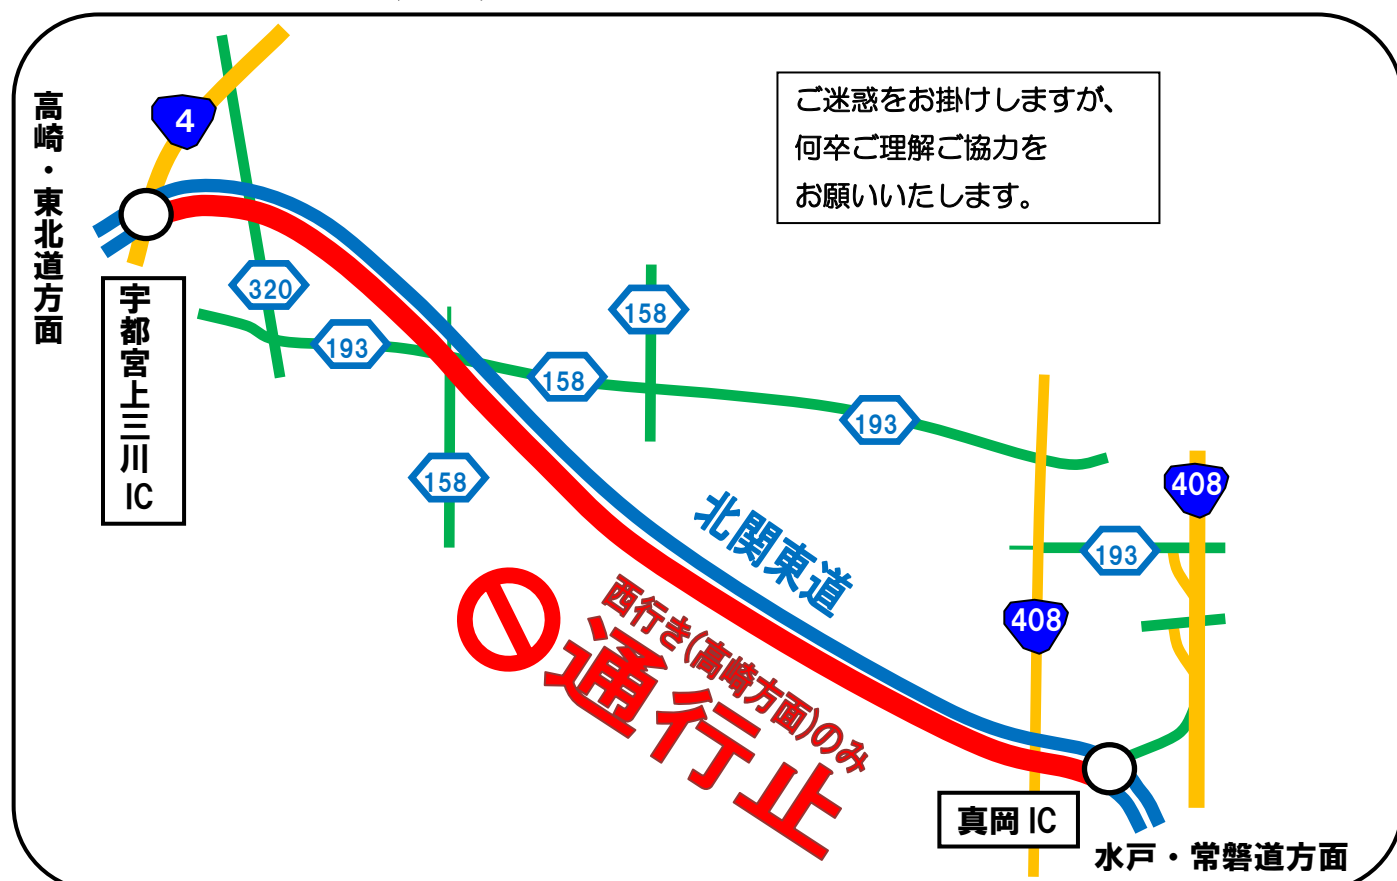 高崎・東北道方面
4
ご迷惑をお掛けしますが、
何卒ご理解ご協力を
お願いいたします。
宇都宮上三川IC
320
193
158
158
193
158
408
193
408
北関東道
西行き(高崎方面)のみ
通行止
真岡IC
水戸・常磐道方面